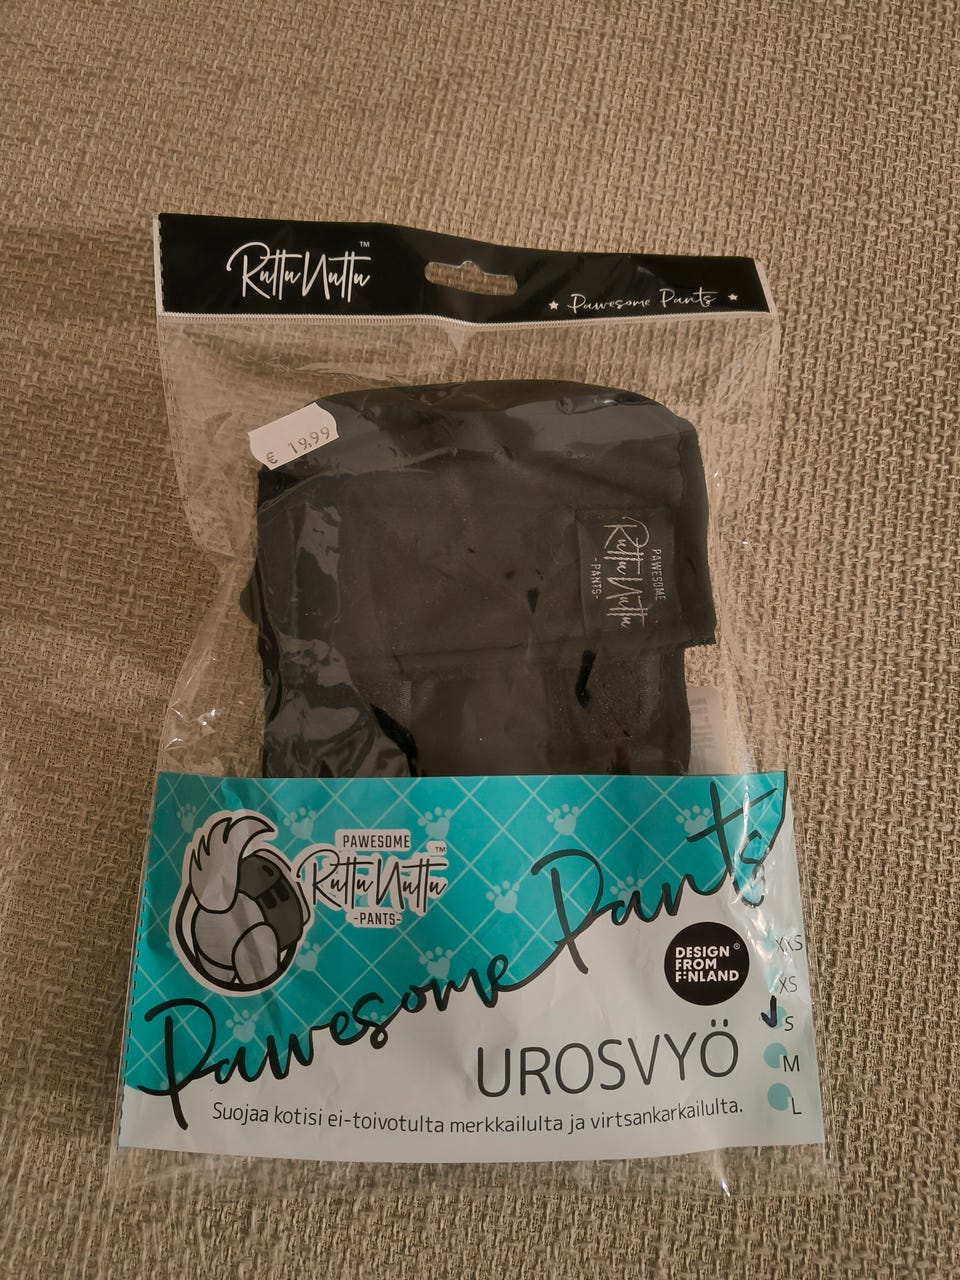 RuttuNuttu™
★ Pawesome Pants ★
€ 19,99
PAWESOME
RuttuNuttu
-PANTS-
PAWESOME
RuttuNuttu™
-PANTS-
Pawesome Pants
DESIGN®
FROM
FINLAND
XXS
XS
S
M
L
UROSVYÖ
Suojaa kotisi ei-toivotulta merkkailulta ja virtsankarkailulta.